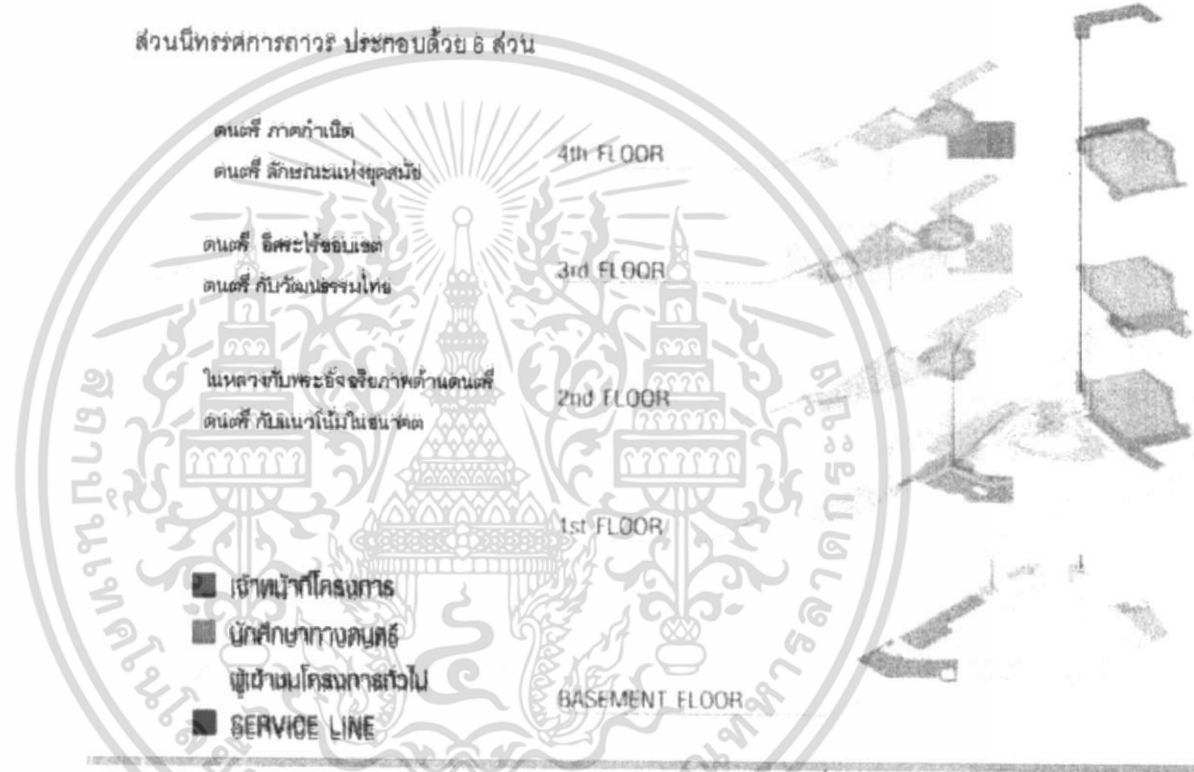 ส่วนนิทรรศการถาวร ประกอบด้วย 6 ส่วน
ดนตรี ภาคกำเนิด
ดนตรี ลักษณะแห่งยุคสมัย
4th FLOOR
ดนตรี อิสระไร้ขอบเขต
ดนตรี กับวัฒนธรรมไทย
3rd FLOOR
ในหลวงกับพระอัจฉริยภาพด้านดนตรี
ดนตรี กับแนวโน้มในอนาคต
2nd FLOOR
1st FLOOR
เจ้าหน้าที่โครงการ
นักศึกษาทางดนตรี
ผู้เข้าชมโครงการทั่วไป
SERVICE LINE
BASEMENT FLOOR